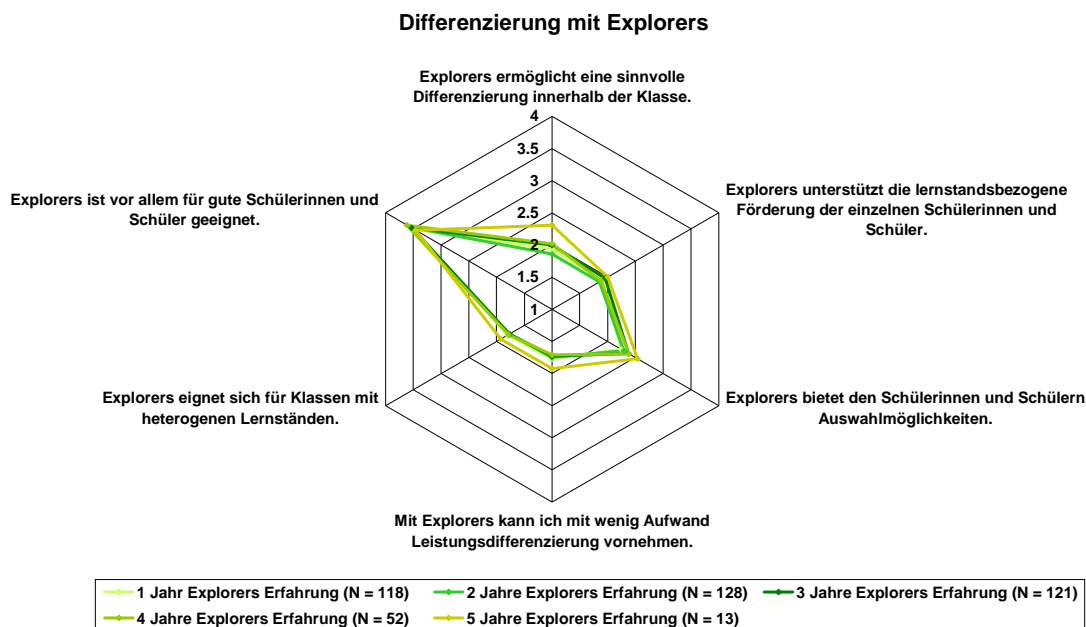 Differenzierung mit Explorers
Explorers ermöglicht eine sinnvolle
Differenzierung innerhalb der Klasse.
4
3.5
3
2.5
2
1.5
1
Explorers unterstützt die lernstandsbezogene
Förderung der einzelnen Schülerinnen und
Schüler.
Explorers bietet den Schülerinnen und Schülern
Auswahlmöglichkeiten.
Mit Explorers kann ich mit wenig Aufwand
Leistungsdifferenzierung vornehmen.
Explorers eignet sich für Klassen mit
heterogenen Lernständen.
Explorers ist vor allem für gute Schülerinnen und
Schüler geeignet.
1 Jahr Explorers Erfahrung (N = 118)
2 Jahre Explorers Erfahrung (N = 128)
3 Jahre Explorers Erfahrung (N = 121)
4 Jahre Explorers Erfahrung (N = 52)
5 Jahre Explorers Erfahrung (N = 13)